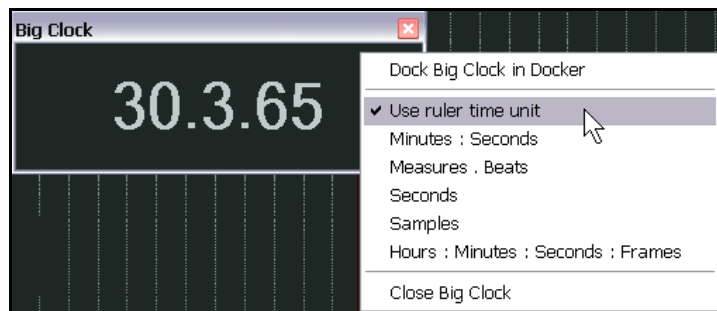 Big Clock
30.3.65
Dock Big Clock in Docker
✔ Use ruler time unit
Minutes : Seconds
Measures . Beats
Seconds
Samples
Hours : Minutes : Seconds : Frames
Close Big Clock